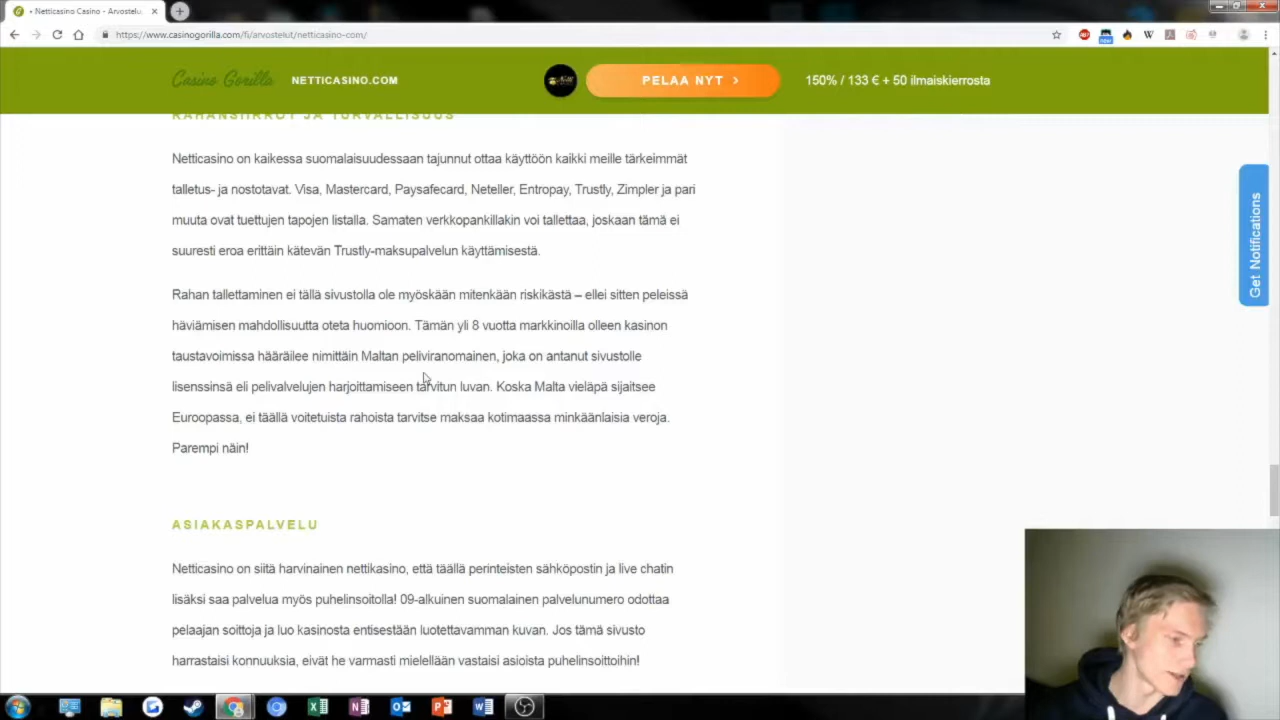 • Netticasino Casino - Arvostelu
https://www.casinogorilla.com/fi/arvostelut/netticasino-com/
Casino Gorilla
NETTICASINO.COM
PELAA NYT
150% / 133 € + 50 ilmaiskierrosta
RAHANSIIRROT JA TURVALLISUUS
Netticasino on kaikessa suomalaisuudessaan tajunnut ottaa käyttöön kaikki meille tärkeimmät
talletus- ja nostotavat. Visa, Mastercard, Paysafecard, Neteller, Entropay, Trustly, Zimpler ja pari
muuta ovat tuettujen tapojen listalla. Samaten verkkopankillakin voi tallettaa, joskaan tämä ei
suuresti eroa erittäin kätevän Trustly-maksupalvelun käyttämisestä.
Rahan tallettaminen ei tällä sivustolla ole myöskään mitenkään riskikästä – ellei sitten peleissä
häviämisen mahdollisuutta oteta huomioon. Tämän yli 8 vuotta markkinoilla olleen kasinon
taustavoimissa hääräilee nimittäin Maltan peliviranomainen, joka on antanut sivustolle
lisenssinsä eli pelivalvelujen harjoittamiseen tarvitun luvan. Koska Malta vieläpä sijaitsee
Euroopassa, ei täällä voitetuista rahoista tarvitse maksaa kotimaassa minkäänlaisia veroja.
Parempi näin!
ASIAKASPALVELU
Netticasino on siitä harvinainen nettikasino, että täällä perinteisten sähköpostin ja live chatin
lisäksi saa palvelua myös puhelinsoitolla! 09-alkuinen suomalainen palvelunumero odottaa
pelaajan soittoja ja luo kasinosta entisestään luotettavamman kuvan. Jos tämä sivusto
harrastaisi konnuuksia, eivät he varmasti mielellään vastaisi asioista puhelinsoittoihin!
Get Notifications